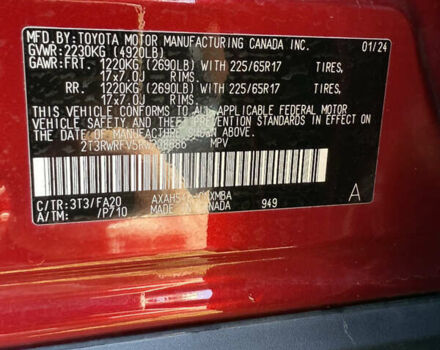 MFD.BY: TOYOTA MOTOR MANUFACTURING CANADA INC. 01/24
GVWR: 2230KG (4920LB)
GAWR:FRT. 1220KG (2690LB) WITH 225/65R17 TIRES,
17x7.0J RIMS.
RR. 1220KG (2690LB) WITH 225/65R17 TIRES,
17x7.0J RIMS.
THIS VEHICLE CONFORMS TO ALL APPLICABLE FEDERAL MOTOR
VEHICLE SAFETY AND THEFT PREVENTION STANDARDS IN EFFECT ON
THE DATE OF MANUFACTURE SHOWN ABOVE.
MPV
C/TR: 3T3/FA20
A/TM: /P710
MADE IN CANADA 949
A